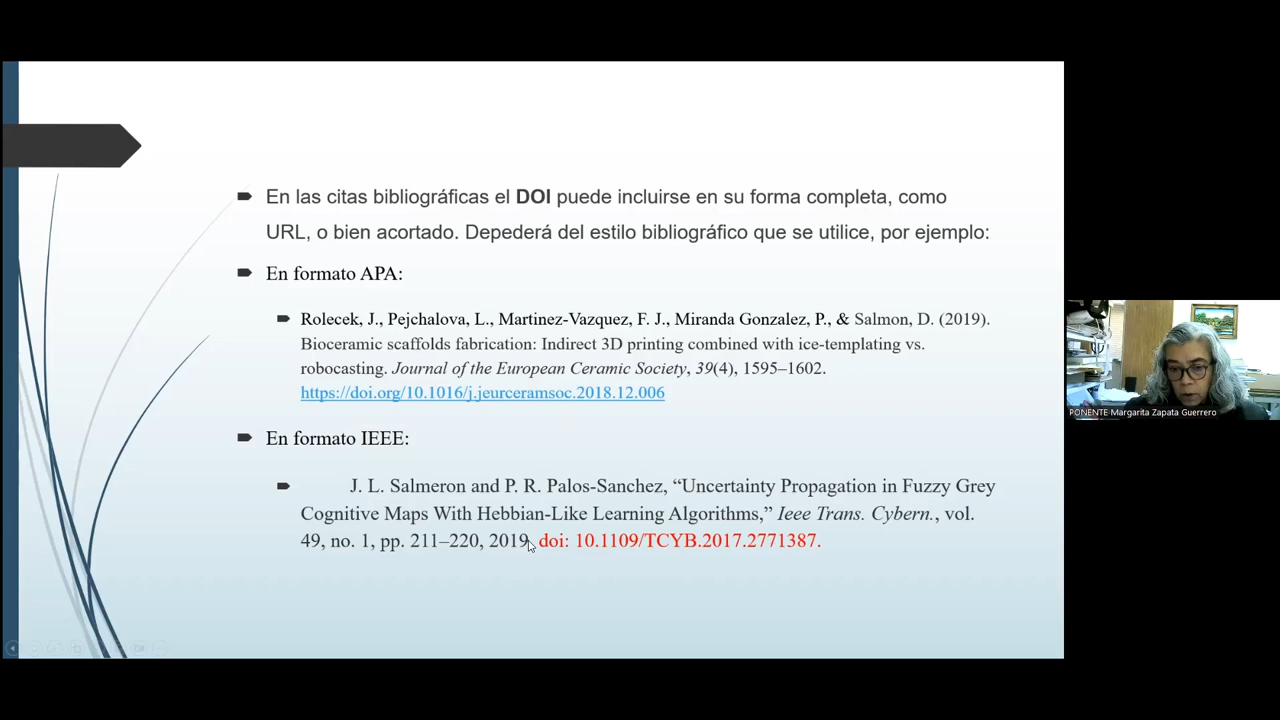 En las citas bibliográficas el DOI puede incluirse en su forma completa, como
URL, o bien acortado. Depederá del estilo bibliográfico que se utilice, por ejemplo:
En formato APA:
Rolecek, J., Pejchalova, L., Martinez-Vazquez, F. J., Miranda Gonzalez, P., & Salmon, D. (2019).
Bioceramic scaffolds fabrication: Indirect 3D printing combined with ice-templating vs.
robocasting. Journal of the European Ceramic Society, 39(4), 1595–1602.
https://doi.org/10.1016/j.jeurceramsoc.2018.12.006
En formato IEEE:
J. L. Salmeron and P. R. Palos-Sanchez, “Uncertainty Propagation in Fuzzy Grey
Cognitive Maps With Hebbian-Like Learning Algorithms,” Ieee Trans. Cybern., vol.
49, no. 1, pp. 211–220, 2019, doi: 10.1109/TCYB.2017.2771387.
PONENTE Margarita Zapata Guerrero